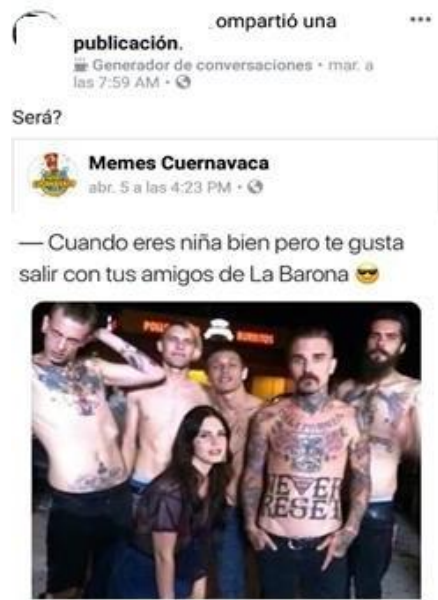 ompartió una
publicación.
Generador de conversaciones • mar. a
las 7:59 AM •
Será?
Memes Cuernavaca
abr. 5 a las 4:23 PM •
— Cuando eres niña bien pero te gusta
salir con tus amigos de La Barona 😎
BURRITOS
NEVER
RESET